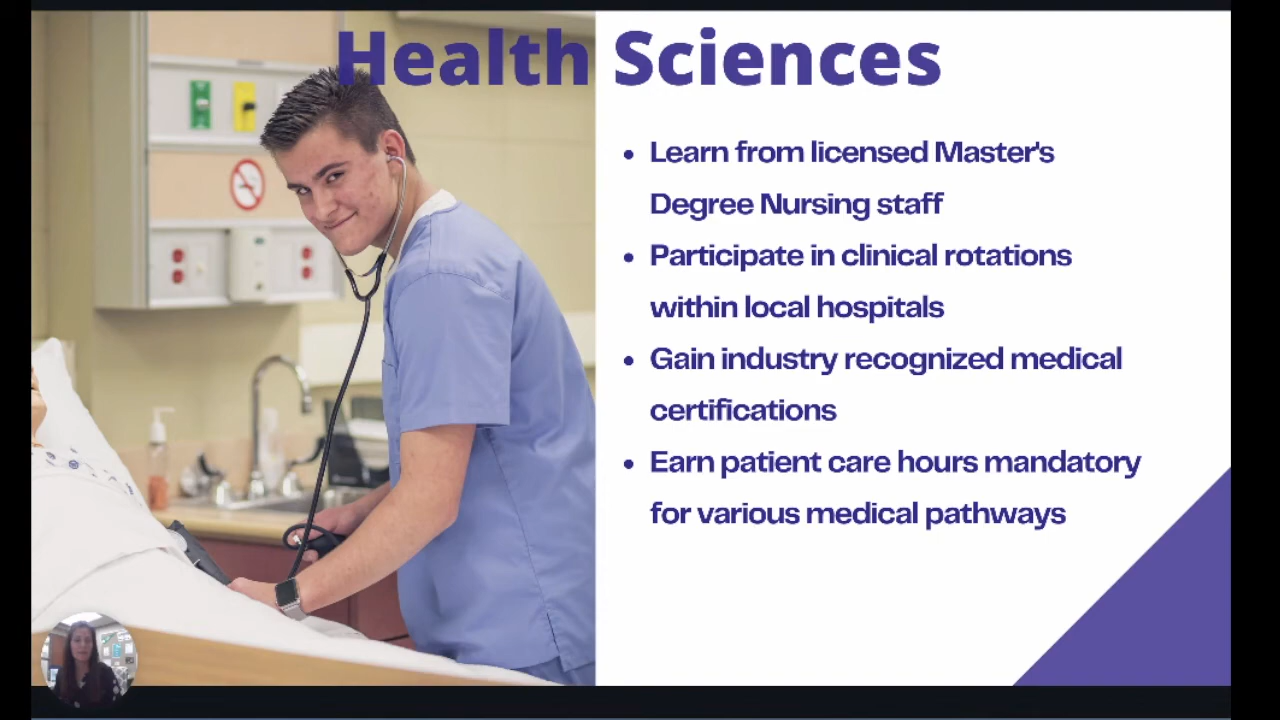 Health Sciences
• Learn from licensed Master's
Degree Nursing staff
• Participate in clinical rotations
within local hospitals
• Gain industry recognized medical
certifications
• Earn patient care hours mandatory
for various medical pathways